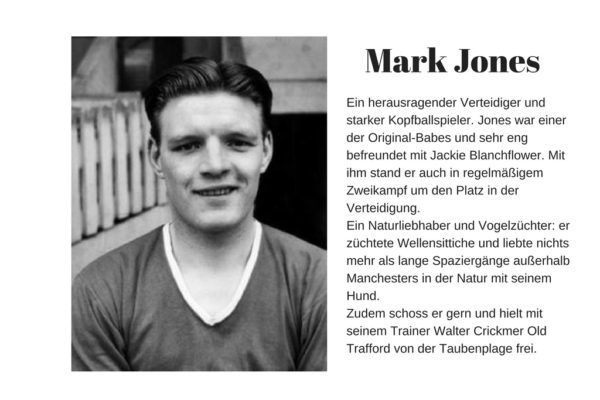 Mark Jones
Ein herausragender Verteidiger und
starker Kopfballspieler. Jones war einer
der Original-Babes und sehr eng
befreundet mit Jackie Blanchflower. Mit
ihm stand er auch in regelmäßigem
Zweikampf um den Platz in der
Verteidigung.
Ein Naturliebhaber und Vogelzüchter: er
züchtete Wellensittiche und liebte nichts
mehr als lange Spaziergänge außerhalb
Manchesters in der Natur mit seinem
Hund.
Zudem schoss er gern und hielt mit
seinem Trainer Walter Crickmer Old
Trafford von der Taubenplage frei.